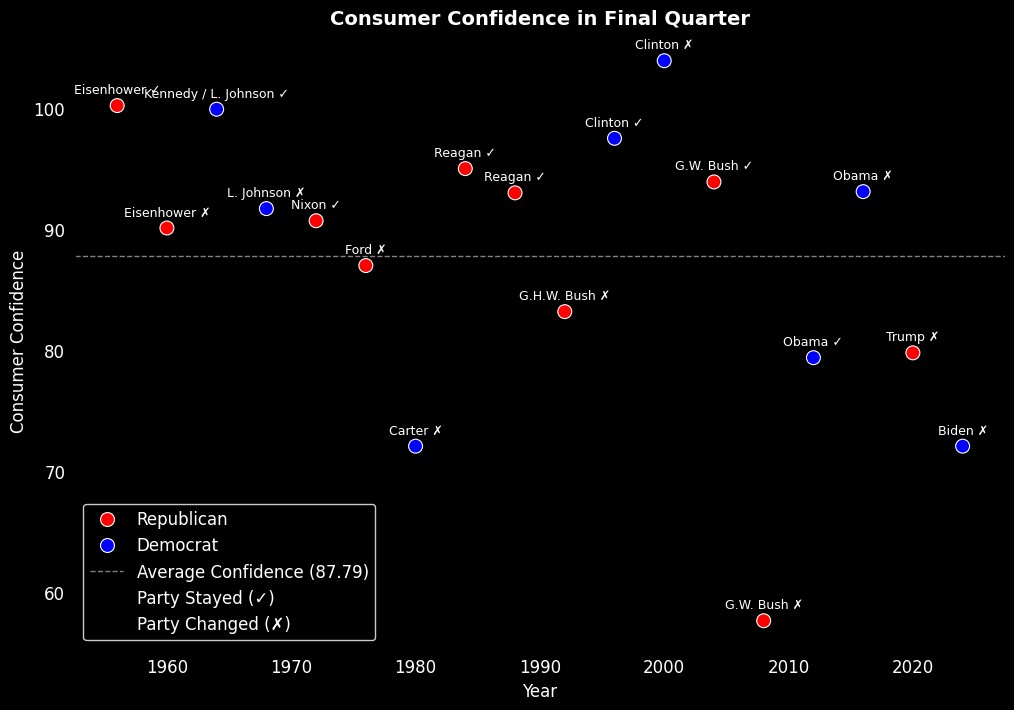 Consumer Confidence in Final Quarter
Clinton ✗
Eisenhower ✓
Kennedy / L. Johnson ✓
Clinton ✓
Reagan ✓
G.W. Bush ✓
Reagan ✓
Obama ✗
L. Johnson ✗
Nixon ✓
Eisenhower ✗
Ford ✗
G.H.W. Bush ✗
Obama ✓
Trump ✗
Carter ✗
Biden ✗
G.W. Bush ✗
Consumer Confidence
100
90
80
70
60
Republican
Democrat
Average Confidence (87.79)
Party Stayed (✓)
Party Changed (✗)
1960 1970 1980 1990 2000 2010 2020
Year